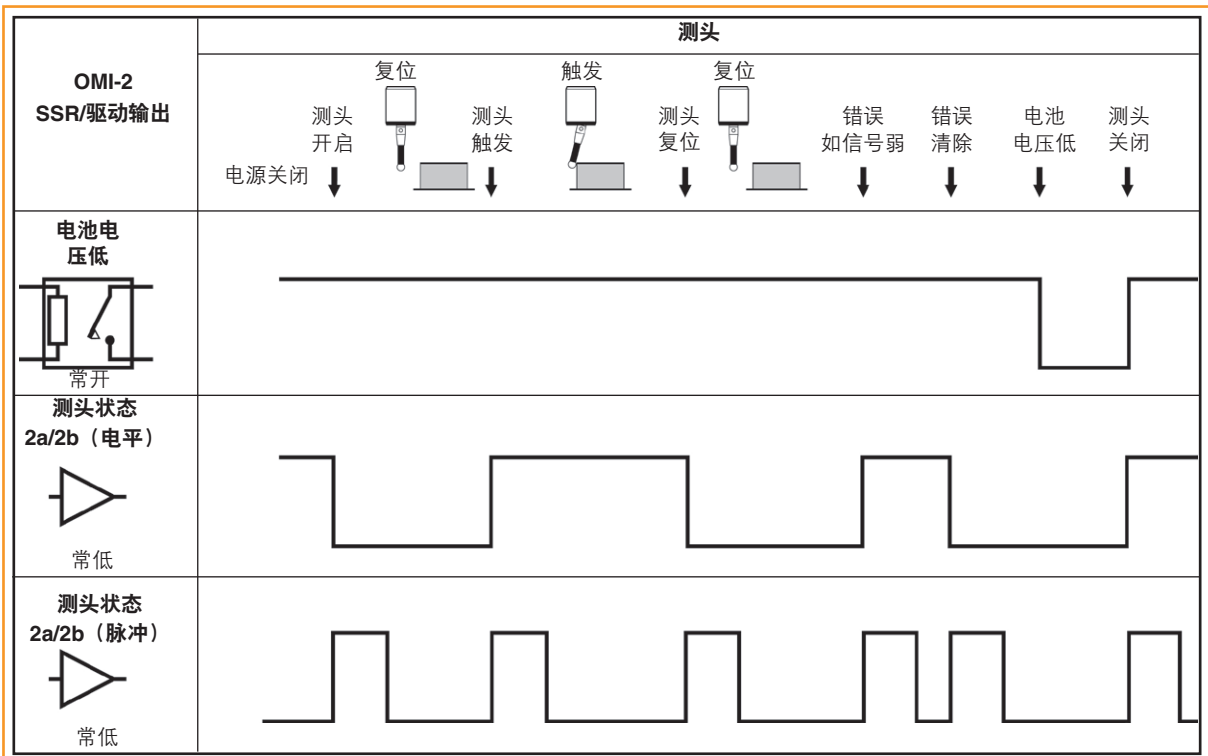 OMI-2
SSR/驱动输出
测头
复位
触发
复位
测头
开启
测头
触发
测头
复位
错误
如信号弱
错误
清除
电池
电压低
测头
关闭
电源关闭
电池电
压低
常开
测头状态
2a/2b（电平）
常低
测头状态
2a/2b（脉冲）
常低